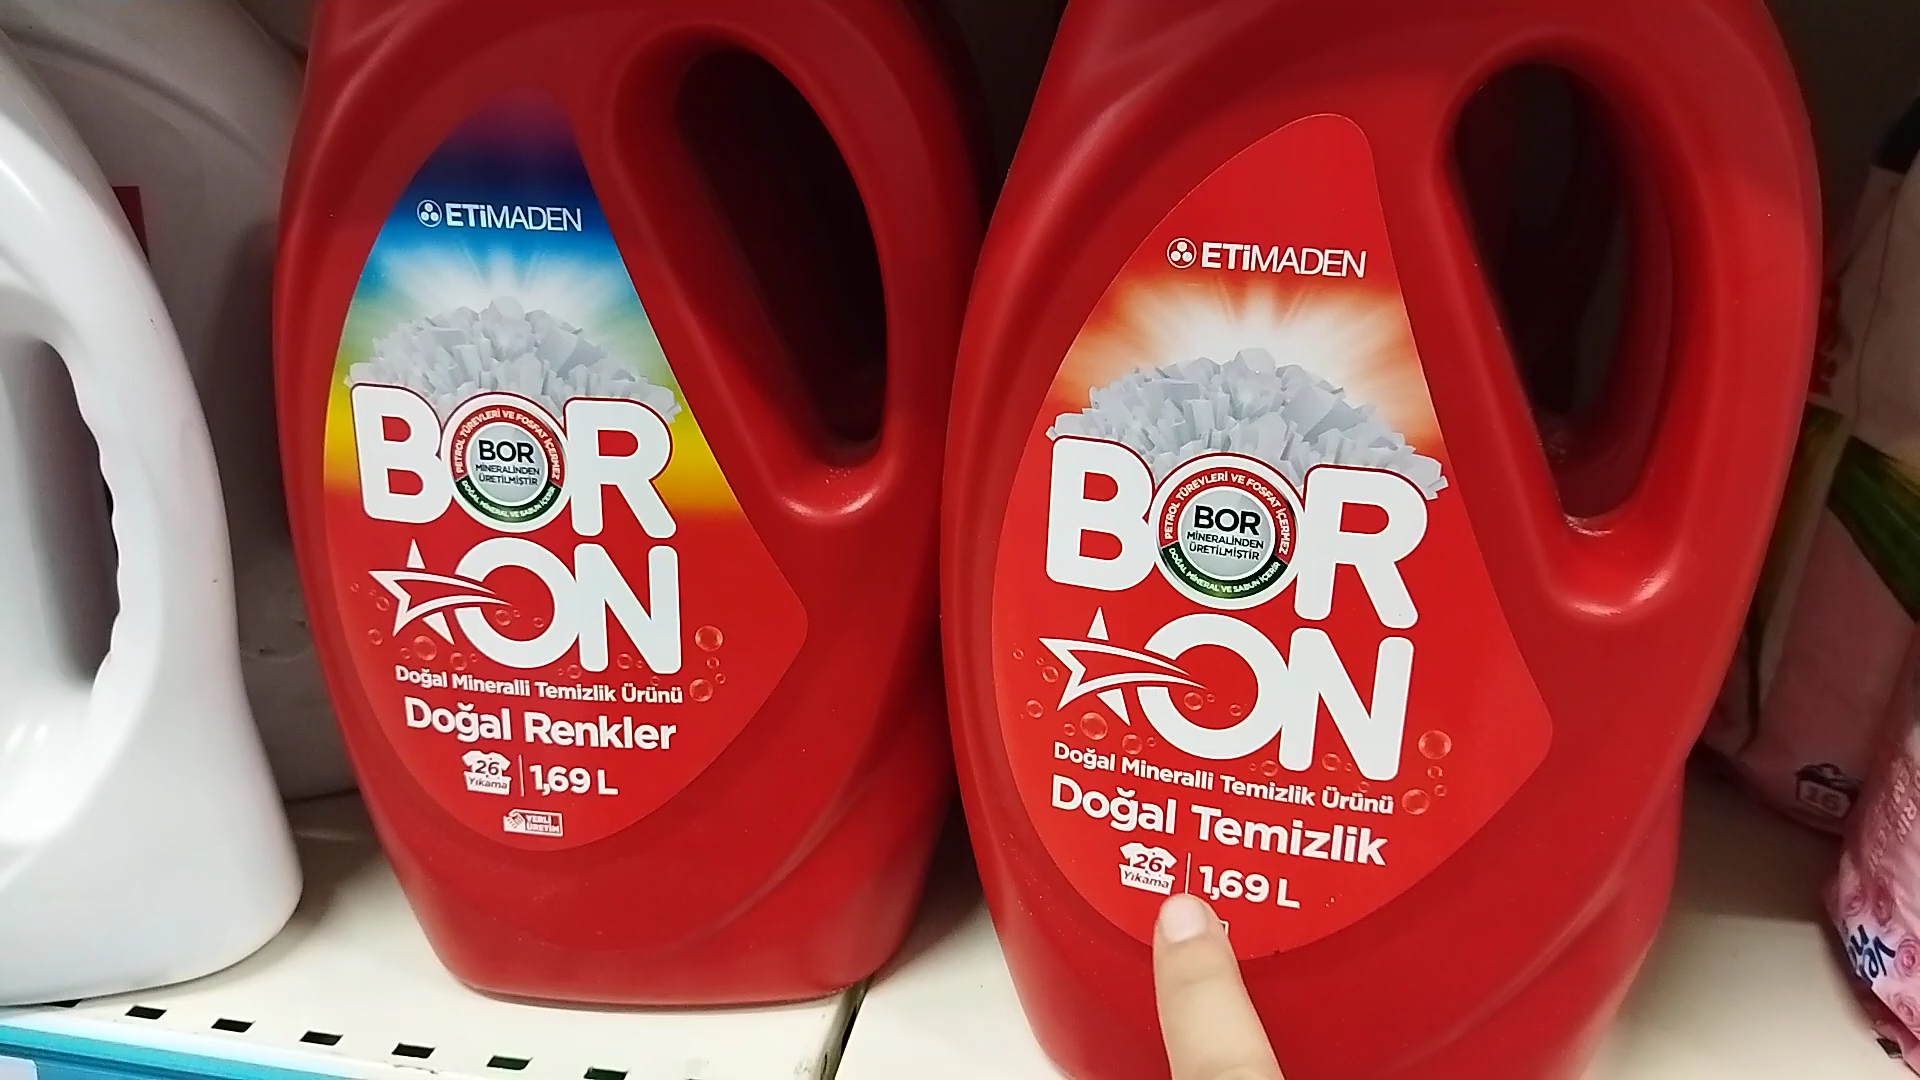 ETİMADEN
BOR
PETROL TÜREVLERİ VE FOSFAT İÇERMEZ
BOR
MİNERALİNDEN
ÜRETİLMİŞTİR
DOĞAL MİNERAL VE SABUN İÇERİR
ON
Doğal Mineralli Temizlik Ürünü
Doğal Renkler
26
Yıkama
1,69 L
YERLİ
ÜRETİM
ETİMADEN
BOR
PETROL TÜREVLERİ VE FOSFAT İÇERMEZ
BOR
MİNERALİNDEN
ÜRETİLMİŞTİR
DOĞAL MİNERAL VE SABUN İÇERİR
ON
Doğal Mineralli Temizlik Ürünü
Doğal Temizlik
26
Yıkama
1,69 L
16